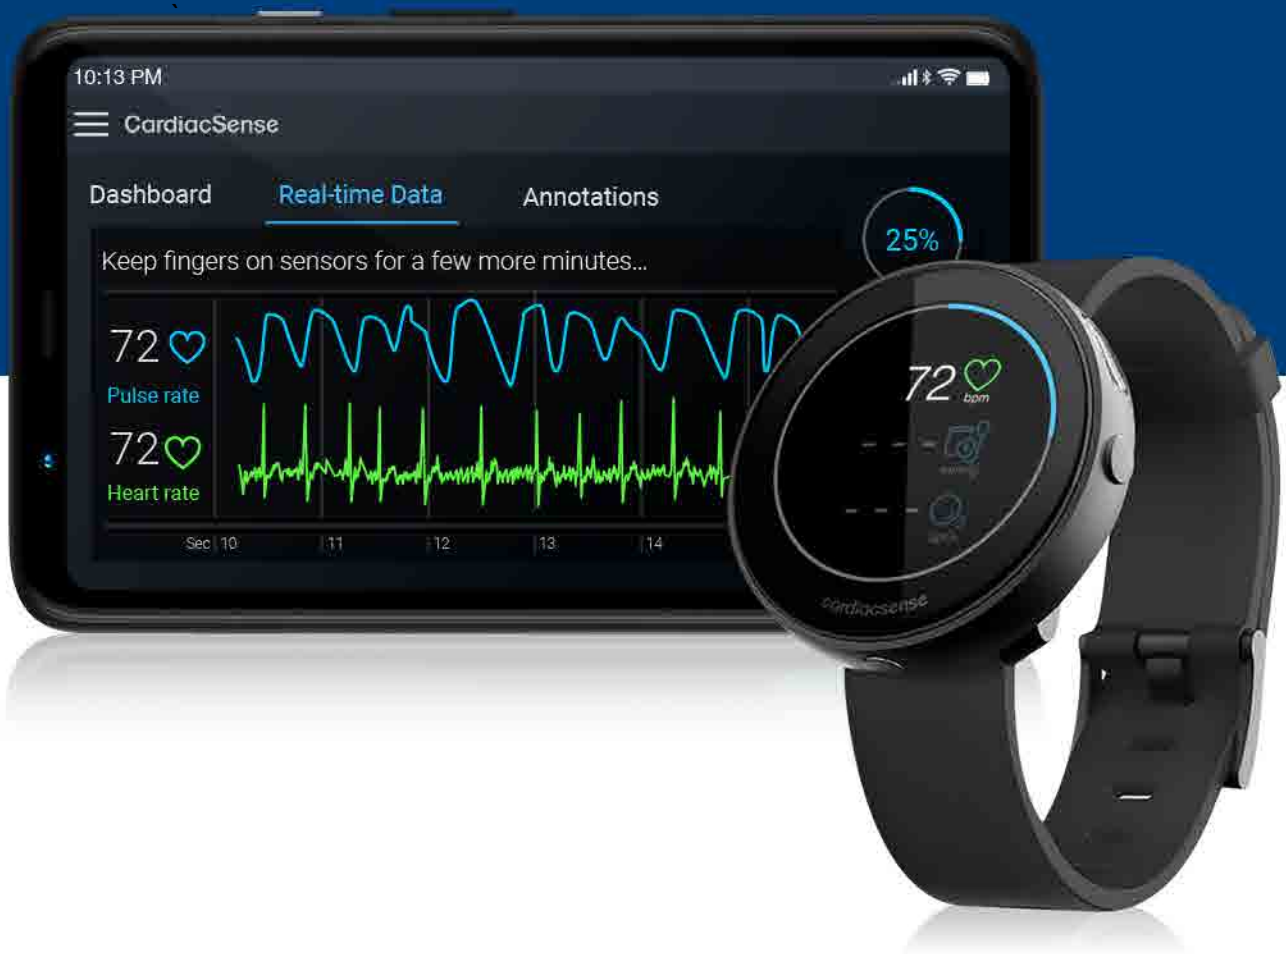 10:13 PM
CardiacSense
Dashboard
Real-time Data
Annotations
25%
Keep fingers on sensors for a few more minutes...
72
Pulse rate
72
Heart rate
Sec 10 11 12 13 14
72
bpm
cardiacsense